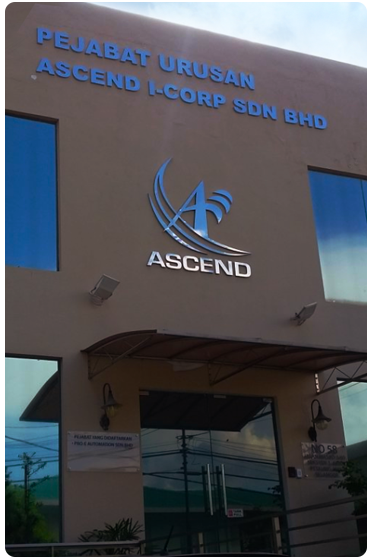 PEJABAT URUSAN
ASCEND I-CORP SDN BHD
ASCEND